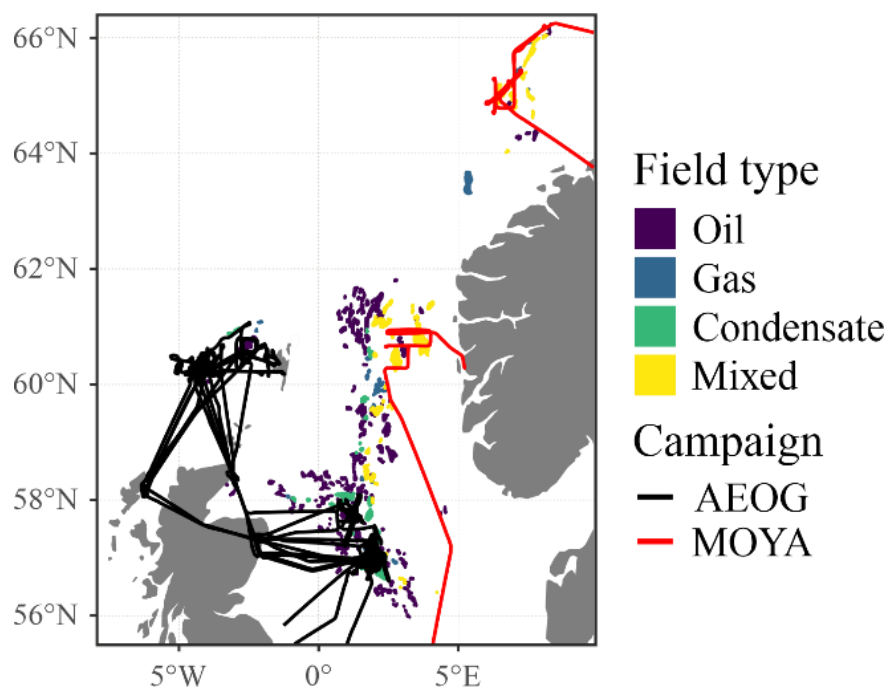 66°N
64°N
62°N
60°N
58°N
56°N
5°W
0°
5°E
Field type
Oil
Gas
Condensate
Mixed
Campaign
AEOG
MOYA